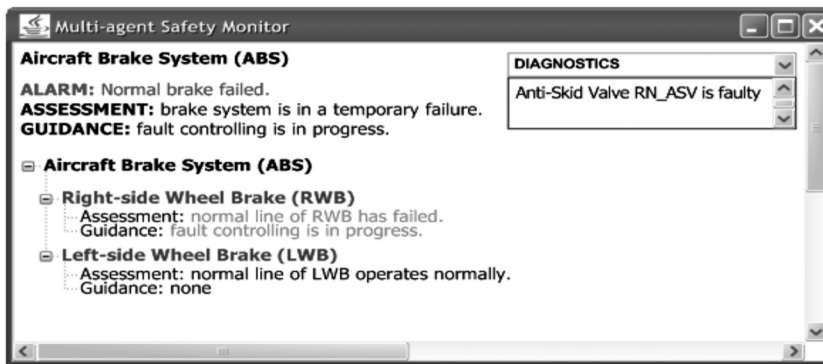 Multi-agent Safety Monitor
Aircraft Brake System (ABS)
DIAGNOSTICS
ALARM: Normal brake failed.
Anti-Skid Valve RN_ASV is faulty
ASSESSMENT: brake system is in a temporary failure.
GUIDANCE: fault controlling is in progress.
Aircraft Brake System (ABS)
Right-side Wheel Brake (RWB)
Assessment: normal line of RWB has failed.
Guidance: fault controlling is in progress.
Left-side Wheel Brake (LWB)
Assessment: normal line of LWB operates normally.
Guidance: none